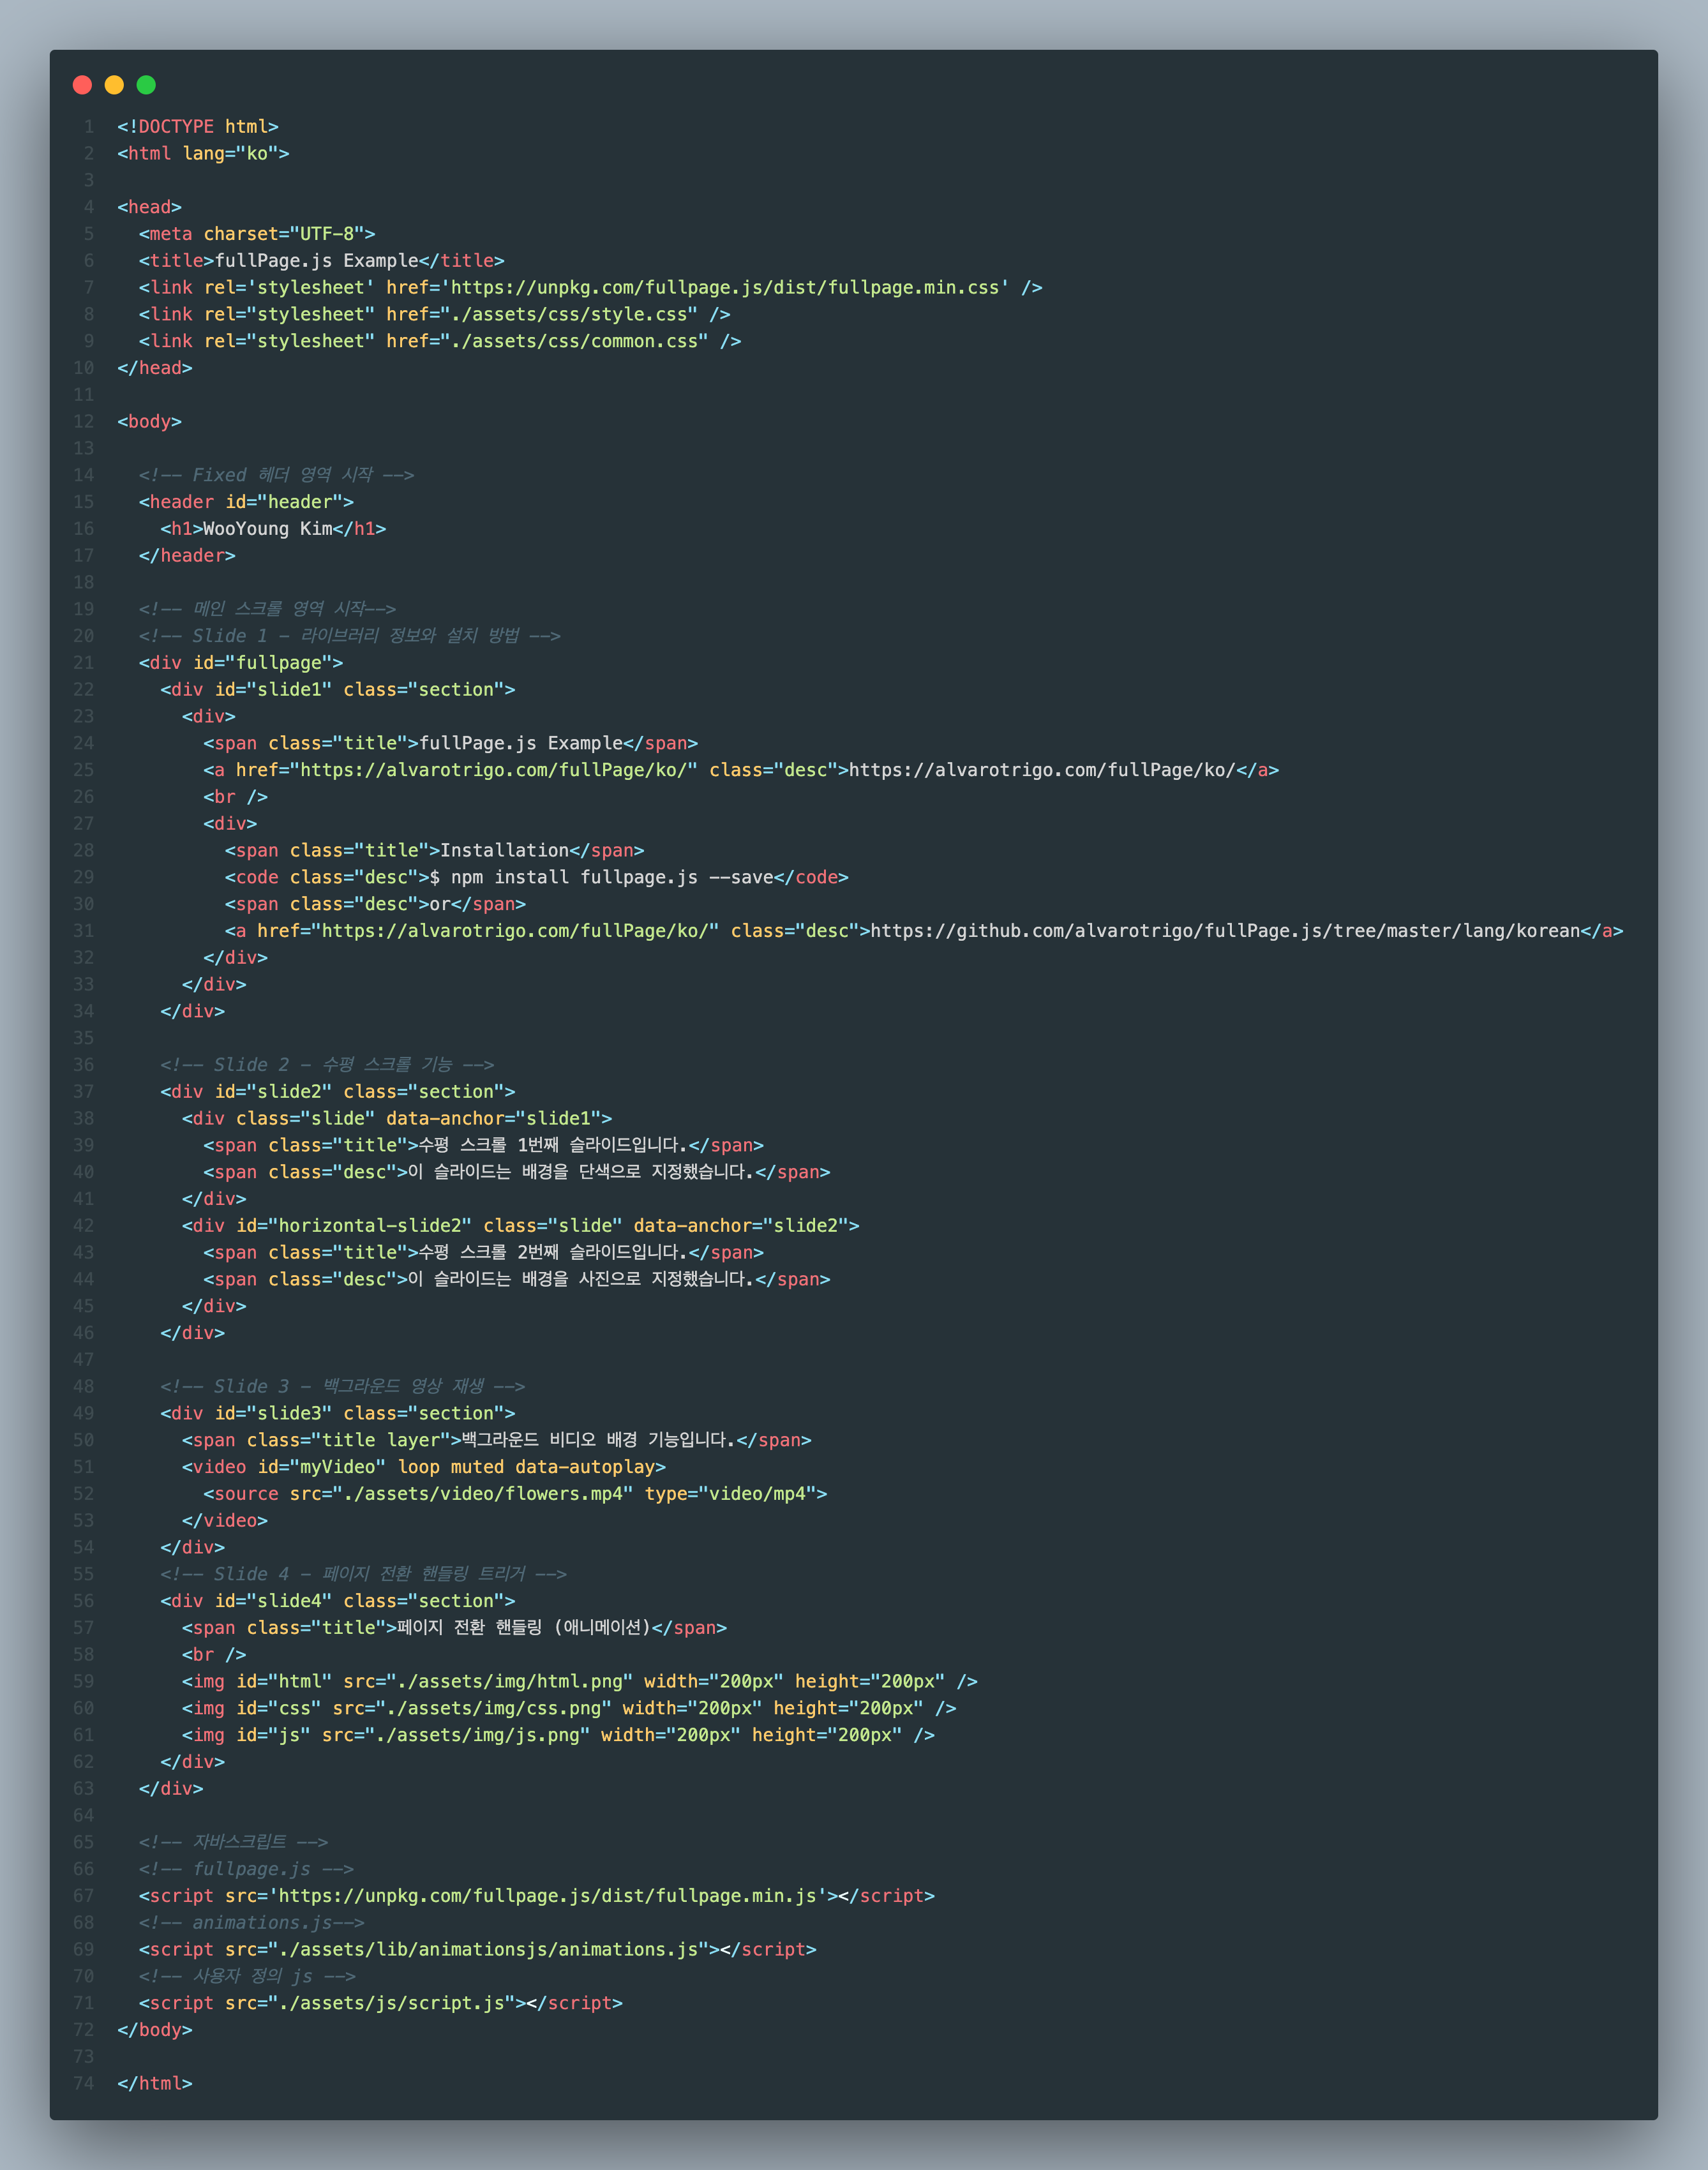 1 <!DOCTYPE html>
2 <html lang="ko">
3
4 <head>
5   <meta charset="UTF-8">
6   <title>fullPage.js Example</title>
7   <link rel='stylesheet' href='https://unpkg.com/fullpage.js/dist/fullpage.min.css' />
8   <link rel="stylesheet" href="./assets/css/style.css" />
9   <link rel="stylesheet" href="./assets/css/common.css" />
10 </head>
11
12 <body>
13
14   <!-- Fixed 헤더 영역 시작 -->
15   <header id="header">
16     <h1>WooYoung Kim</h1>
17   </header>
18
19   <!-- 메인 스크롤 영역 시작-->
20   <!-- Slide 1 - 라이브러리 정보와 설치 방법 -->
21   <div id="fullpage">
22     <div id="slide1" class="section">
23       <div>
24         <span class="title">fullPage.js Example</span>
25         <a href="https://alvarotrigo.com/fullPage/ko/" class="desc">https://alvarotrigo.com/fullPage/ko/</a>
26         <br />
27         <div>
28           <span class="title">Installation</span>
29           <code class="desc">$ npm install fullpage.js --save</code>
30           <span class="desc">or</span>
31           <a href="https://alvarotrigo.com/fullPage/ko/" class="desc">https://github.com/alvarotrigo/fullPage.js/tree/master/lang/korean</a>
32         </div>
33       </div>
34     </div>
35
36     <!-- Slide 2 - 수평 스크롤 기능 -->
37     <div id="slide2" class="section">
38       <div class="slide" data-anchor="slide1">
39         <span class="title">수평 스크롤 1번째 슬라이드입니다.</span>
40         <span class="desc">이 슬라이드는 배경을 단색으로 지정했습니다.</span>
41       </div>
42       <div id="horizontal-slide2" class="slide" data-anchor="slide2">
43         <span class="title">수평 스크롤 2번째 슬라이드입니다.</span>
44         <span class="desc">이 슬라이드는 배경을 사진으로 지정했습니다.</span>
45       </div>
46     </div>
47
48     <!-- Slide 3 - 백그라운드 영상 재생 -->
49     <div id="slide3" class="section">
50       <span class="title layer">백그라운드 비디오 배경 기능입니다.</span>
51       <video id="myVideo" loop muted data-autoplay>
52         <source src="./assets/video/flowers.mp4" type="video/mp4">
53       </video>
54     </div>
55     <!-- Slide 4 - 페이지 전환 핸들링 트리거 -->
56     <div id="slide4" class="section">
57       <span class="title">페이지 전환 핸들링 (애니메이션)</span>
58       <br />
59       <img id="html" src="./assets/img/html.png" width="200px" height="200px" />
60       <img id="css" src="./assets/img/css.png" width="200px" height="200px" />
61       <img id="js" src="./assets/img/js.png" width="200px" height="200px" />
62     </div>
63   </div>
64
65   <!-- 자바스크립트 -->
66   <!-- fullpage.js -->
67   <script src='https://unpkg.com/fullpage.js/dist/fullpage.min.js'></script>
68   <!-- animations.js-->
69   <script src="./assets/lib/animationsjs/animations.js"></script>
70   <!-- 사용자 정의 js -->
71   <script src="./assets/js/script.js"></script>
72 </body>
73
74 </html>